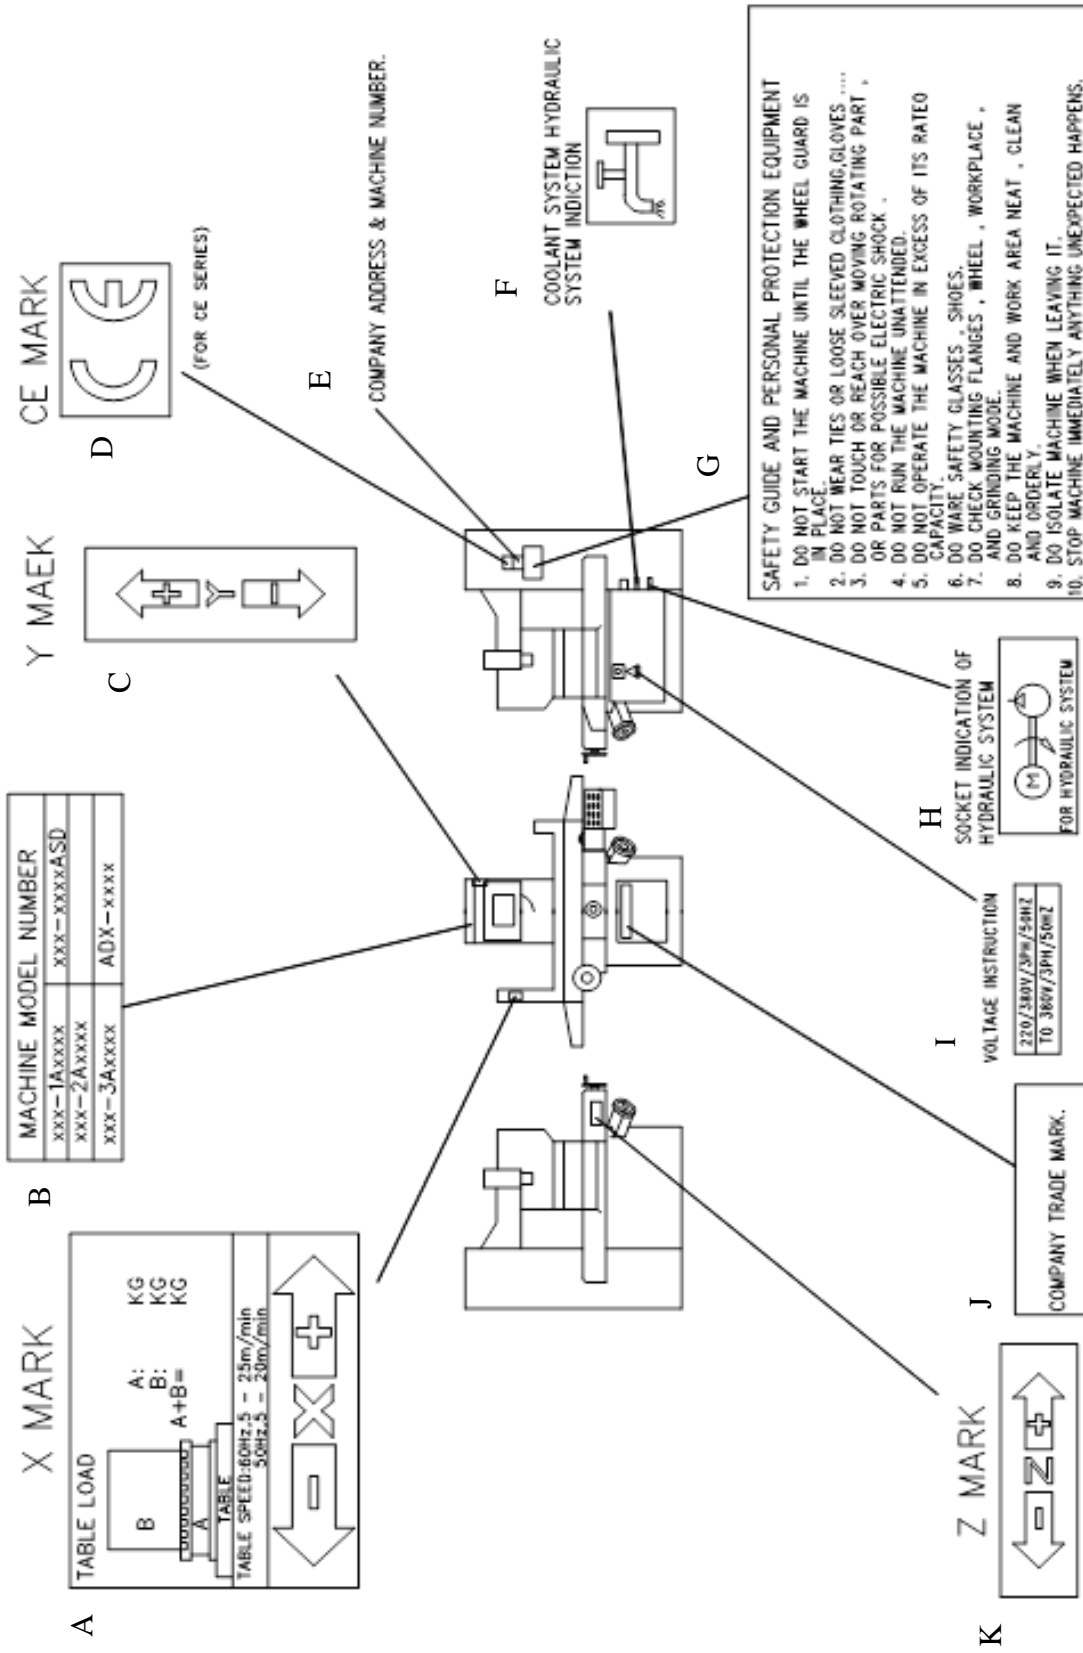 X MARK
A
TABLE LOAD
B
A
TABLE
A: KG
B: KG
A+B= KG
TABLE SPEED:60Hz,5 - 25m/min
50Hz,5 - 20m/min
- X +
B
MACHINE MODEL NUMBER
xxx-1Axxxx xxx-xxxxASD
xxx-2Axxxx
xxx-3Axxxx ADX-xxxx
Y MAEK
C
+
Y
-
CE MARK
D
CE
(FOR CE SERIES)
E
COMPANY ADDRESS & MACHINE NUMBER.
F
COOLANT SYSTEM HYDRAULIC
SYSTEM INDICTION
G
SAFETY GUIDE AND PERSONAL PROTECTION EQUIPMENT
1. DO NOT START THE MACHINE UNTIL THE WHEEL GUARD IS
IN PLACE.
2. DO NOT WEAR TIES OR LOOSE SLEEVED CLOTHING,GLOVES ....
3. DO NOT TOUCH OR REACH OVER MOVING ROTATING PART ,
OR PARTS FOR POSSIBLE ELECTRIC SHOCK .
4. DO NOT RUN THE MACHINE UNATTENDED.
5. DO NOT OPERATE THE MACHINE IN EXCESS OF ITS RATEO
CAPACITY.
6. DO WARE SAFETY GLASSES , SHOES.
7. DO CHECK MOUNTING FLANGES , WHEEL , WORKPLACE ,
AND GRINDING MODE.
8. DO KEEP THE MACHINE AND WORK AREA NEAT , CLEAN
AND ORDERLY.
9. DO ISOLATE MACHINE WHEN LEAVING IT.
10. STOP MACHINE IMMEDIATELY ANYTHING UNEXPECTED HAPPENS.
H
SOCKET INDICATION OF
HYDRAULIC SYSTEM
M
FOR HYDRAULIC SYSTEM
I
VOLTAGE INSTRUCTION
220/380V/3PH/50HZ
TO 380V/3PH/50HZ
J
COMPANY TRADE MARK.
Z MARK
K
- Z +